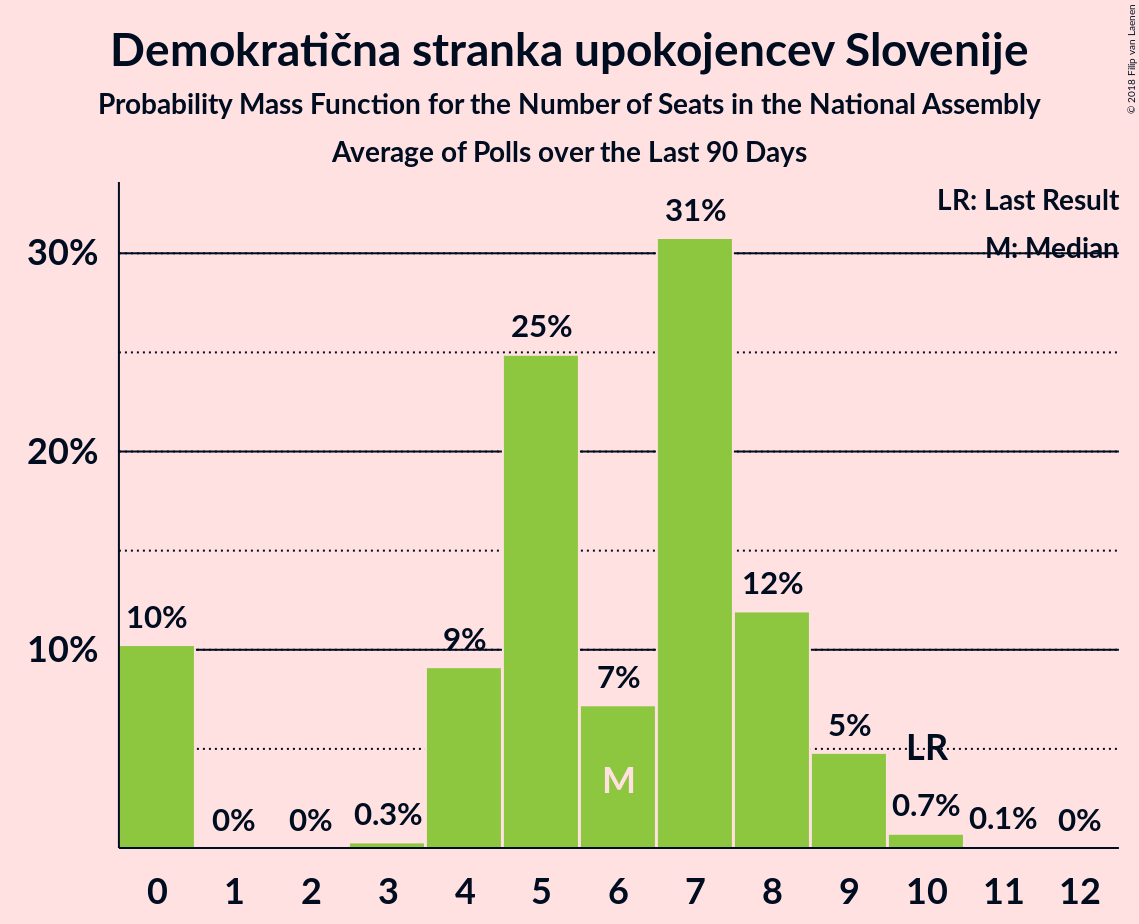 Demokratična stranka upokojencev Slovenije
Probability Mass Function for the Number of Seats in the National Assembly
Average of Polls over the Last 90 Days
© 2018 Filip van Laenen
LR: Last Result
M: Median
30%
20%
10%
10%
0%
0%
0.3%
9%
25%
7%
31%
12%
5%
0.7%
0.1%
0%
LR
M
0 1 2 3 4 5 6 7 8 9 10 11 12